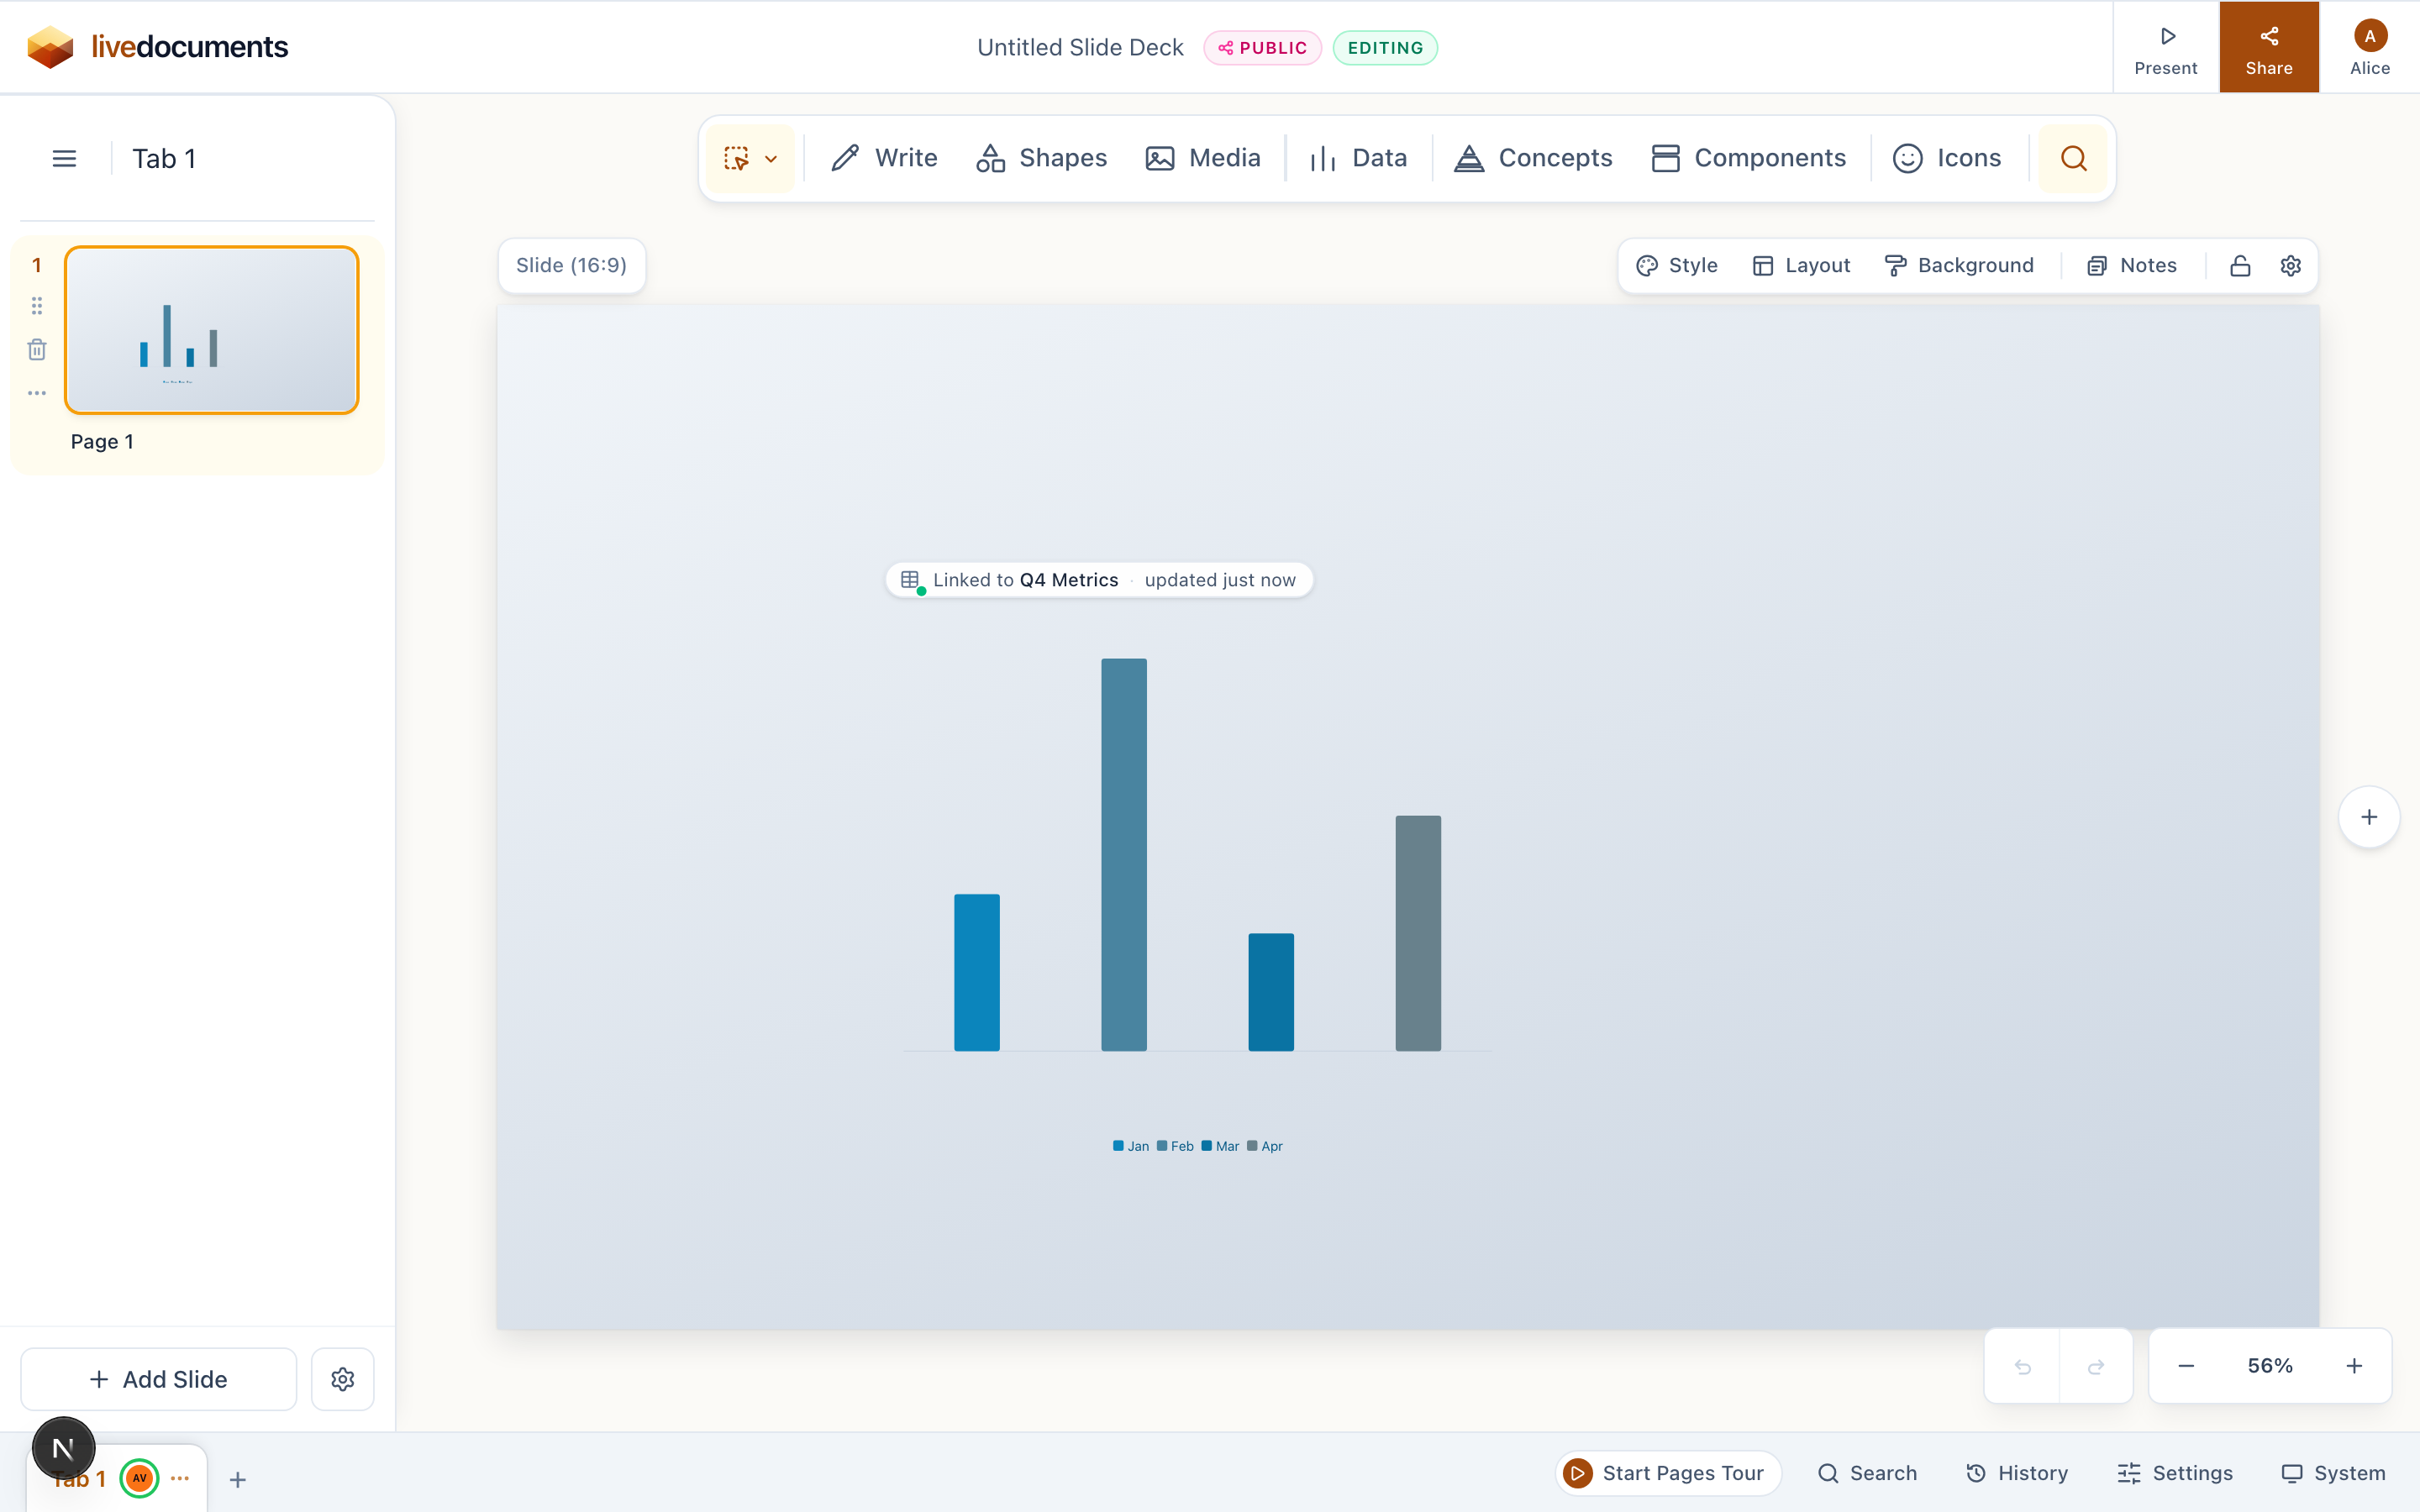 livedocuments
Untitled Slide Deck
PUBLIC
EDITING
Present
Share
A
Alice
Tab 1
Write
Shapes
Media
Data
Concepts
Components
Icons
1
Page 1
Slide (16:9)
Style
Layout
Background
Notes
Linked to Q4 Metrics · updated just now
Jan Feb Mar Apr
Add Slide
56%
N
Tab 1
AV
Start Pages Tour
Search
History
Settings
System